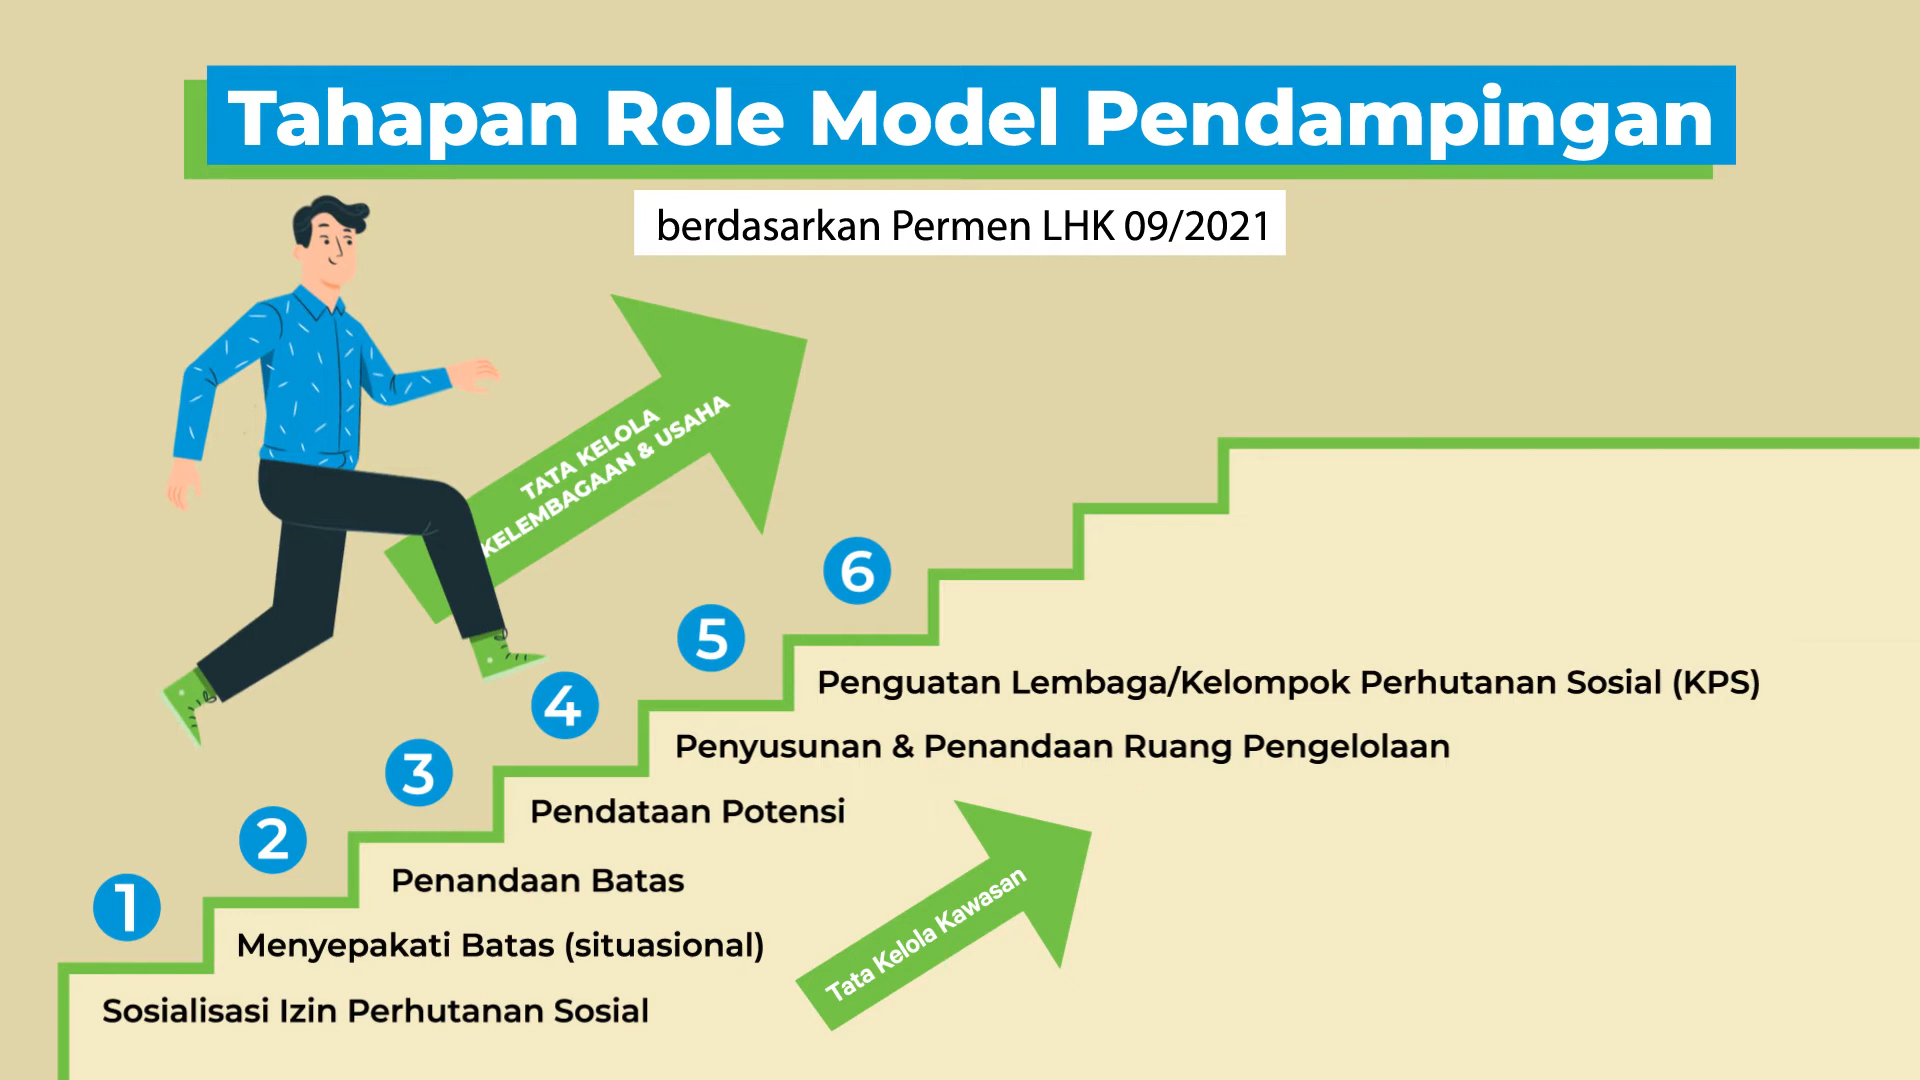 Tahapan Role Model Pendampingan
berdasarkan Permen LHK 09/2021
TATA KELOLA
KELEMBAGAAN & USAHA
6
5
Penguatan Lembaga/Kelompok Perhutanan Sosial (KPS)
4
Penyusunan & Penandaan Ruang Pengelolaan
3
Pendataan Potensi
2
Penandaan Batas
1
Menyepakati Batas (situasional)
Sosialisasi Izin Perhutanan Sosial
Tata Kelola Kawasan